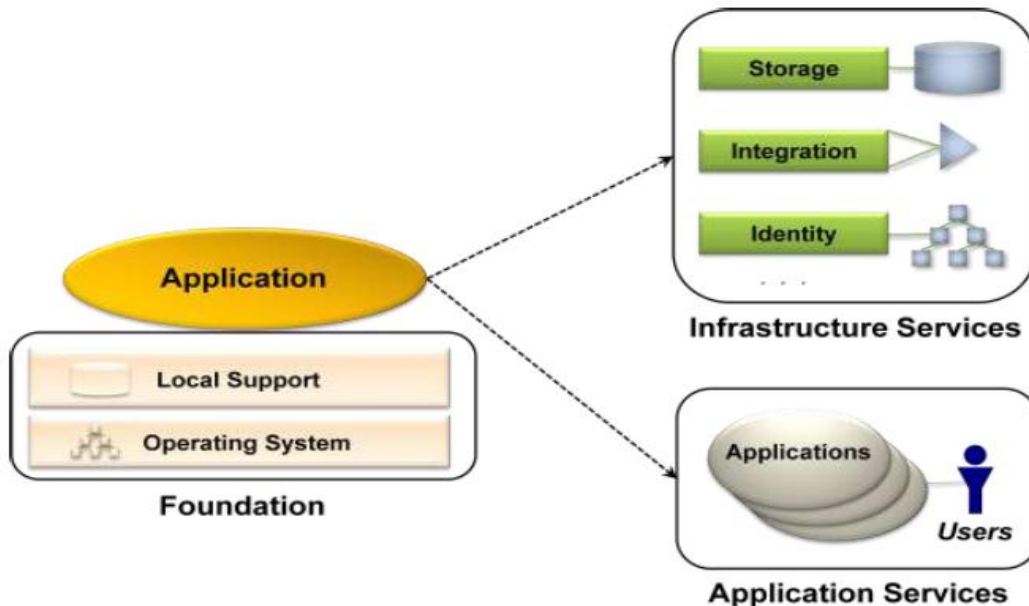 Application
Local Support
Operating System
Foundation
Storage
Integration
Identity
. . .
Infrastructure Services
Applications
Users
Application Services